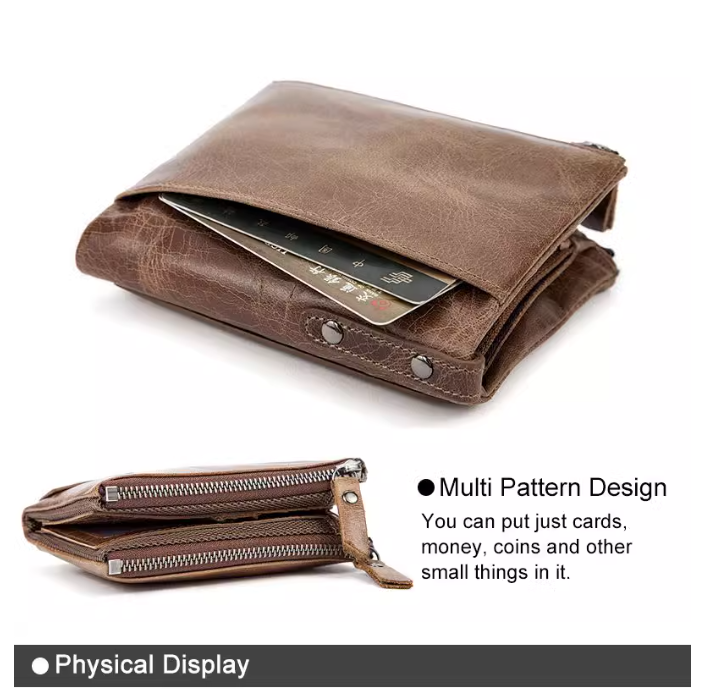 Multi Pattern Design
You can put just cards,
money, coins and other
small things in it.
Physical Display